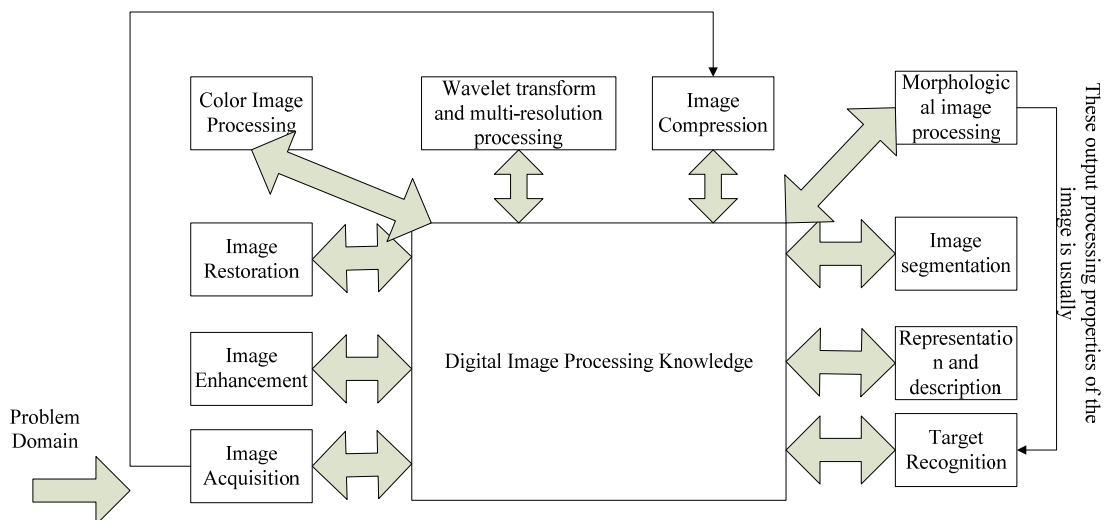 Color Image
Processing
Wavelet transform
and multi-resolution
processing
Image
Compression
Morphologic
al image
processing
Image
Restoration
Image
segmentation
Image
Enhancement
Digital Image Processing Knowledge
Representatio
n and
description
Problem
Domain
Image
Acquisition
Target
Recognition
These output processing properties of the
image is usually